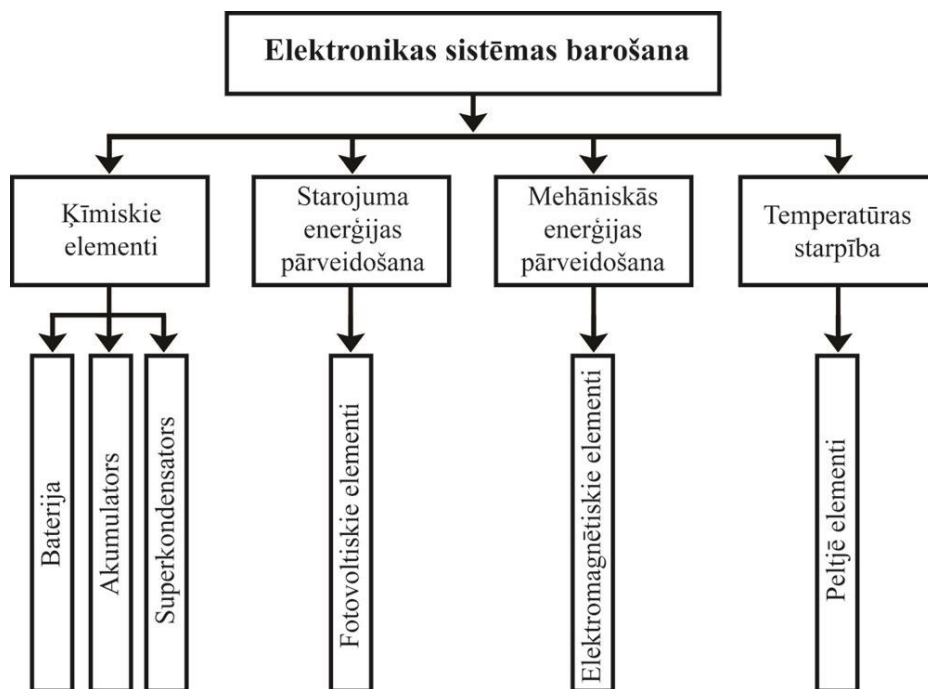 Elektronikas sistēmas barošana
Ķīmiskie
elementi
Starojuma
enerģijas
pārveidošana
Mehāniskās
enerģijas
pārveidošana
Temperatūras
starpība
Baterija
Akumulators
Superkondensators
Fotovoltiskie elementi
Elektromagnētiskie elementi
Peltjē elementi